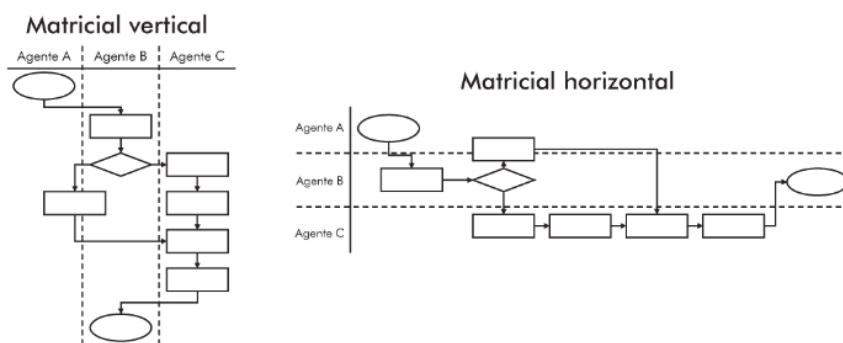 Matricial vertical
Agente A Agente B Agente C
Matricial horizontal
Agente A
Agente B
Agente C